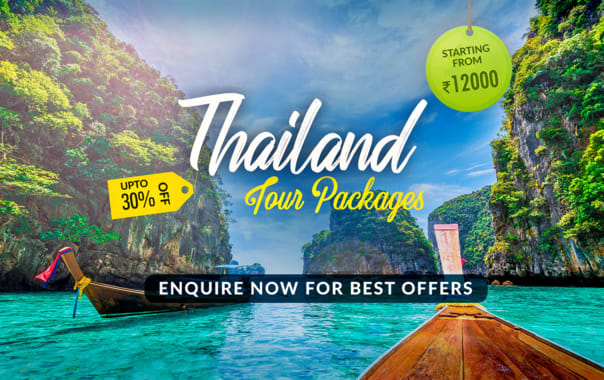 STARTING
FROM
₹12000
Thailand
Tour Packages
UPTO
30% OFF
ENQUIRE NOW FOR BEST OFFERS